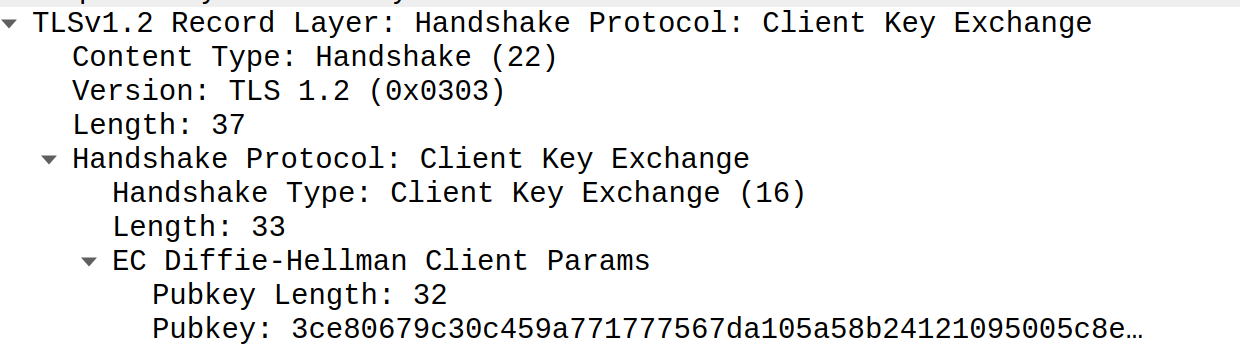 TLSv1.2 Record Layer: Handshake Protocol: Client Key Exchange
Content Type: Handshake (22)
Version: TLS 1.2 (0x0303)
Length: 37
Handshake Protocol: Client Key Exchange
Handshake Type: Client Key Exchange (16)
Length: 33
EC Diffie-Hellman Client Params
Pubkey Length: 32
Pubkey: 3ce80679c30c459a771777567da105a58b24121095005c8e…